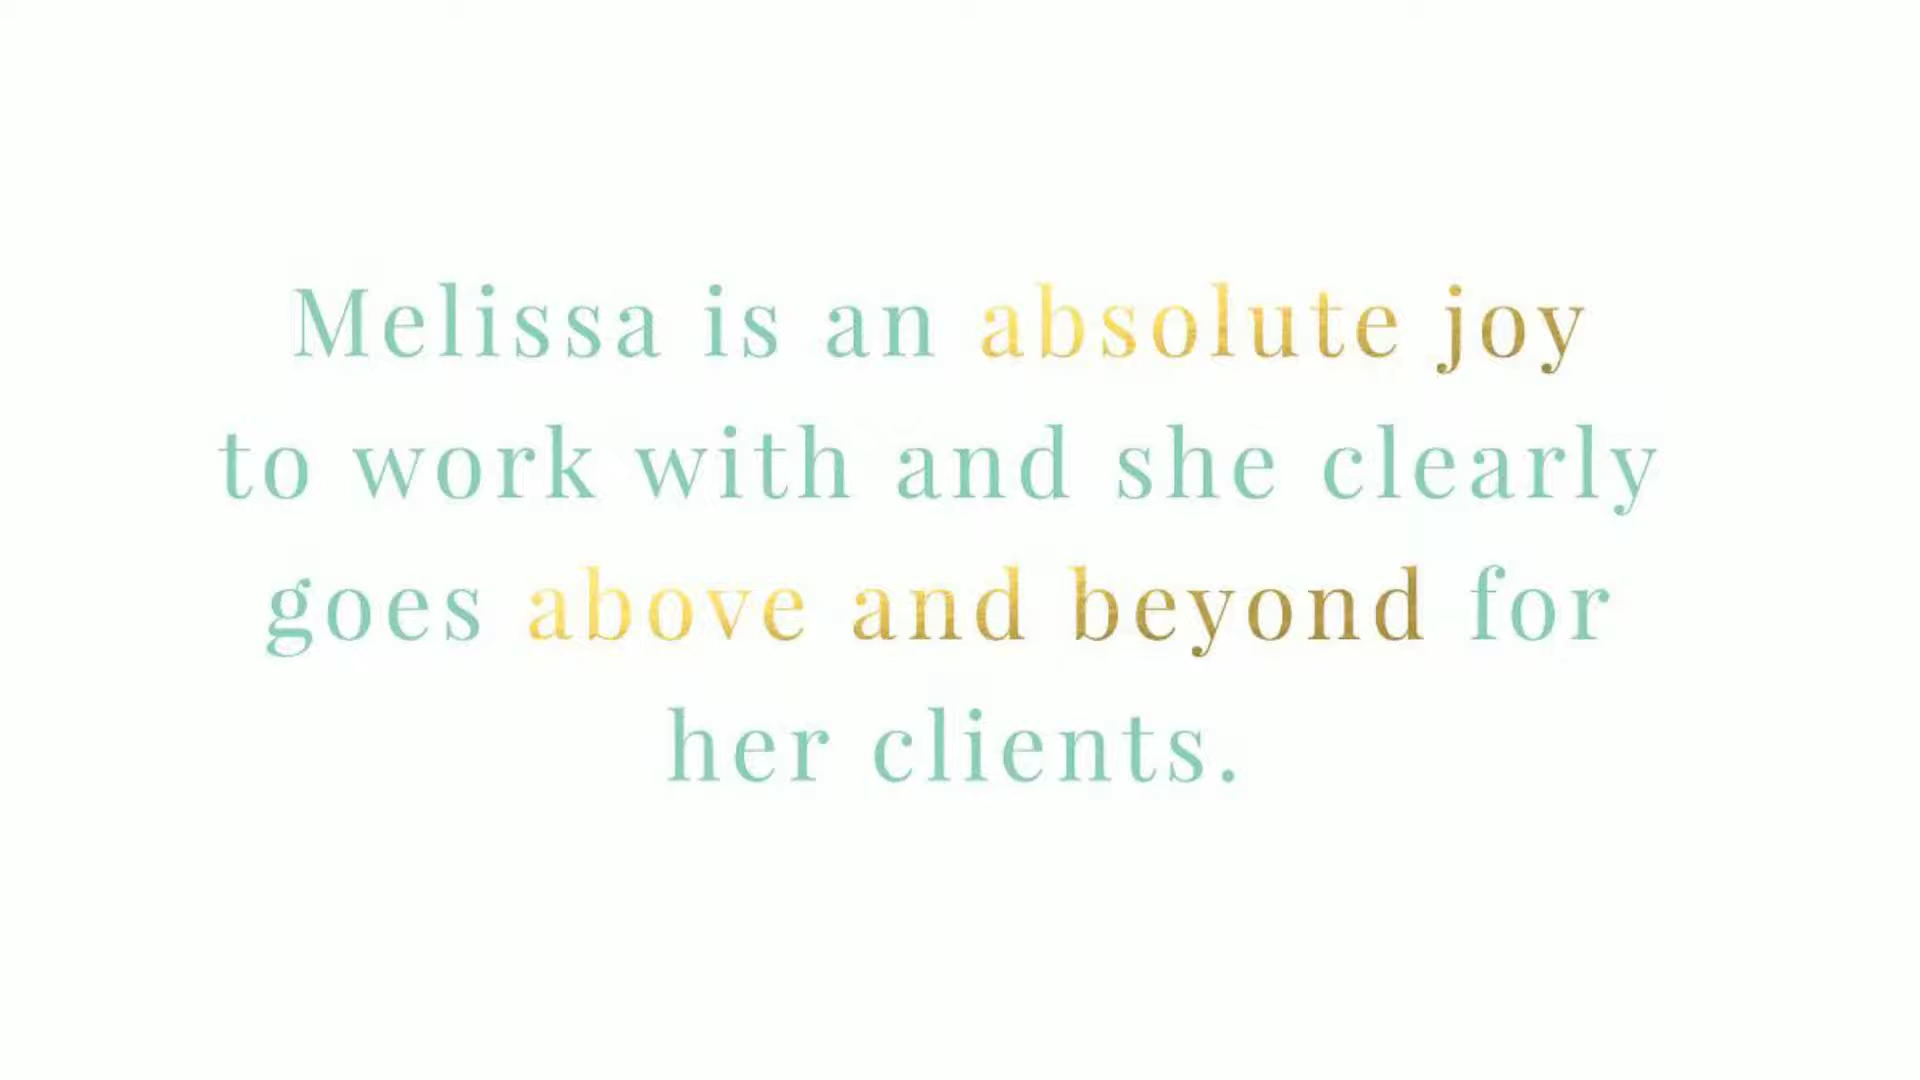 Melissa is an absolute joy
to work with and she clearly
goes above and beyond for
her clients.